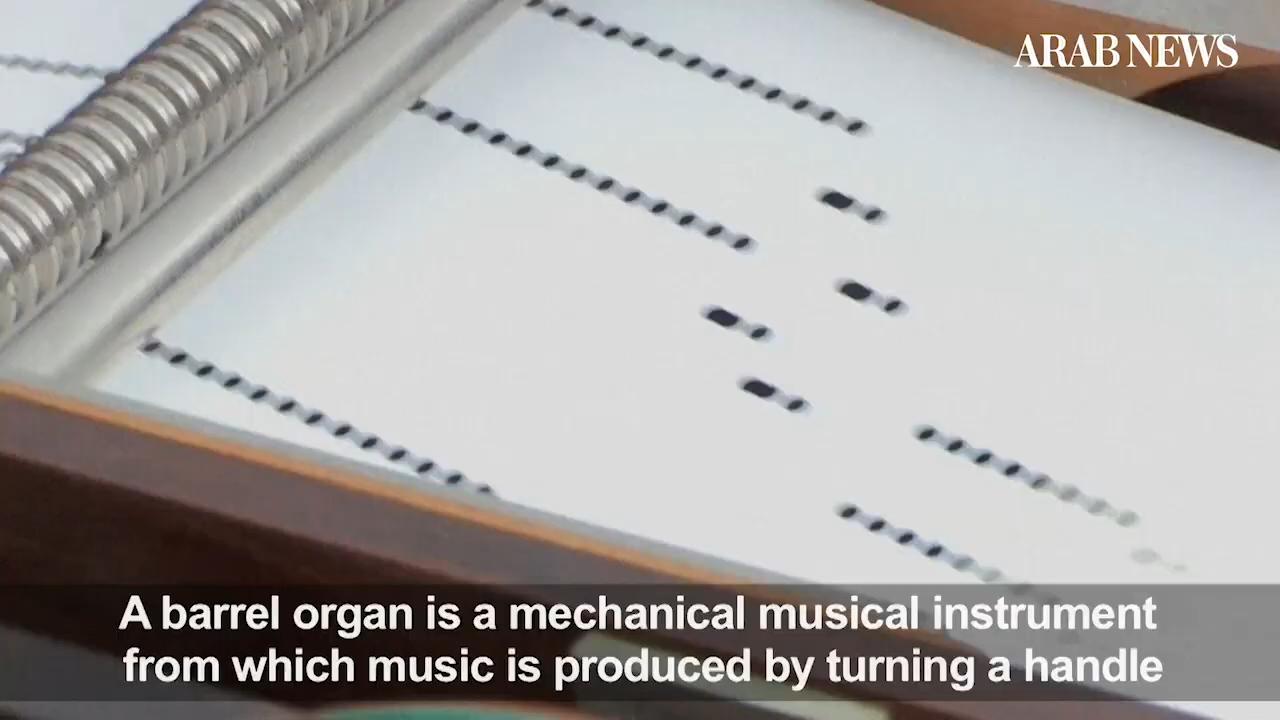 ARAB NEWS
A barrel organ is a mechanical musical instrument
from which music is produced by turning a handle